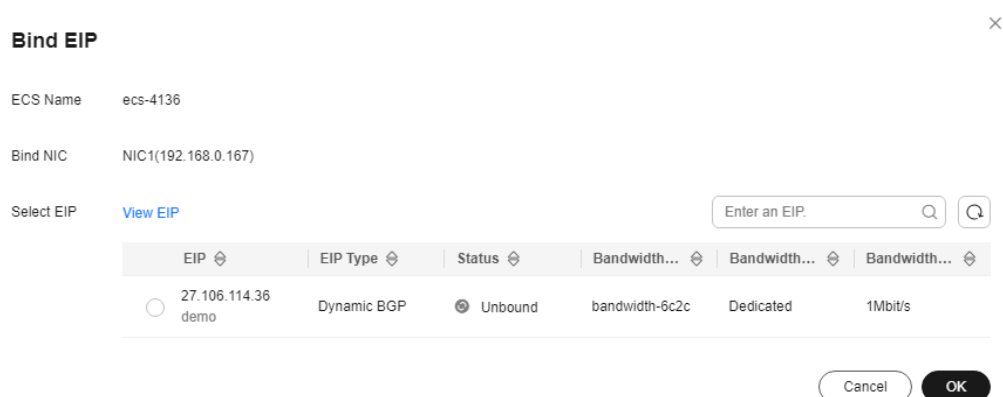 Bind EIP
ECS Name ecs-4136
Bind NIC NIC1(192.168.0.167)
Select EIP View EIP Enter an EIP.
EIP EIP Type Status Bandwidth... Bandwidth... Bandwidth...
27.106.114.36 Dynamic BGP Unbound bandwidth-6c2c Dedicated 1Mbit/s
demo
Cancel OK